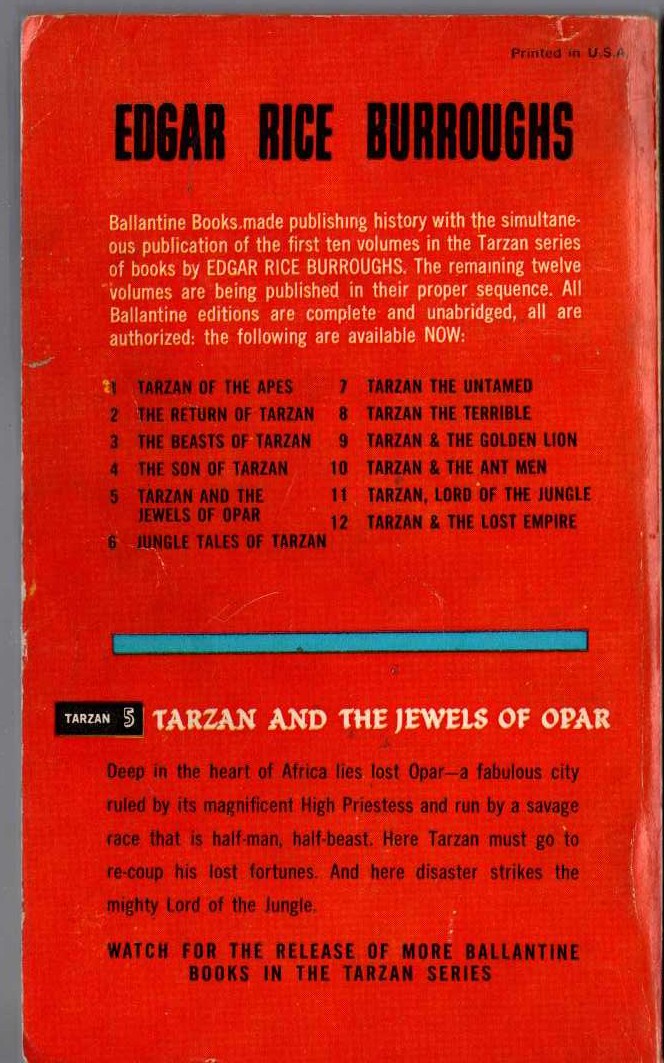 Printed in U.S.A.
EDGAR RICE BURROUGHS
Ballantine Books made publishing history with the simultane-
ous publication of the first ten volumes in the Tarzan series
of books by EDGAR RICE BURROUGHS. The remaining twelve
volumes are being published in their proper sequence. All
Ballantine editions are complete and unabridged, all are
authorized: the following are available NOW:
1 TARZAN OF THE APES
2 THE RETURN OF TARZAN
3 THE BEASTS OF TARZAN
4 THE SON OF TARZAN
5 TARZAN AND THE
JEWELS OF OPAR
6 JUNGLE TALES OF TARZAN
7 TARZAN THE UNTAMED
8 TARZAN THE TERRIBLE
9 TARZAN & THE GOLDEN LION
10 TARZAN & THE ANT MEN
11 TARZAN, LORD OF THE JUNGLE
12 TARZAN & THE LOST EMPIRE
TARZAN 5 TARZAN AND THE JEWELS OF OPAR
Deep in the heart of Africa lies lost Opar—a fabulous city
ruled by its magnificent High Priestess and run by a savage
race that is half-man, half-beast. Here Tarzan must go to
re-coup his lost fortunes. And here disaster strikes the
mighty Lord of the Jungle.
WATCH FOR THE RELEASE OF MORE BALLANTINE
BOOKS IN THE TARZAN SERIES